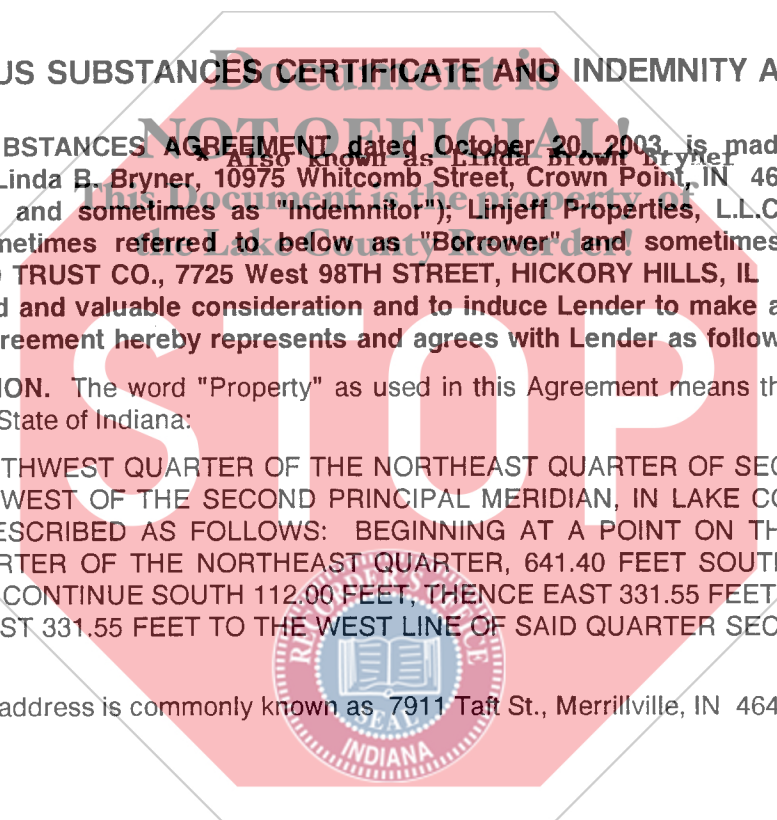 US SUBSTANCES CERTIFICATE AND INDEMNITY A
Document is
NOT OFFICIAL!
This Document is the property of
the Lake County Recorder!
BSTANCES AGREEMENT dated October 20, 2003, is mad
* Also known as Linda Brown Bryner
Linda B. Bryner, 10975 Whitcomb Street, Crown Point, IN 46
and sometimes as "Indemnitor"); Linjeff Properties, L.L.C
metimes referred to below as "Borrower" and sometimes
TRUST CO., 7725 West 98TH STREET, HICKORY HILLS, IL
d and valuable consideration and to induce Lender to make a
reement hereby represents and agrees with Lender as follow
ION. The word "Property" as used in this Agreement means th
State of Indiana:
THWEST QUARTER OF THE NORTHEAST QUARTER OF SEC
WEST OF THE SECOND PRINCIPAL MERIDIAN, IN LAKE CO
ESCRIBED AS FOLLOWS: BEGINNING AT A POINT ON TH
RTER OF THE NORTHEAST QUARTER, 641.40 FEET SOUTH
CONTINUE SOUTH 112.00 FEET, THENCE EAST 331.55 FEET
ST 331.55 FEET TO THE WEST LINE OF SAID QUARTER SEC
address is commonly known as 7911 Taft St., Merrillville, IN 464
STOP
RECORDER'S OFFICE
SEAL
INDIANA